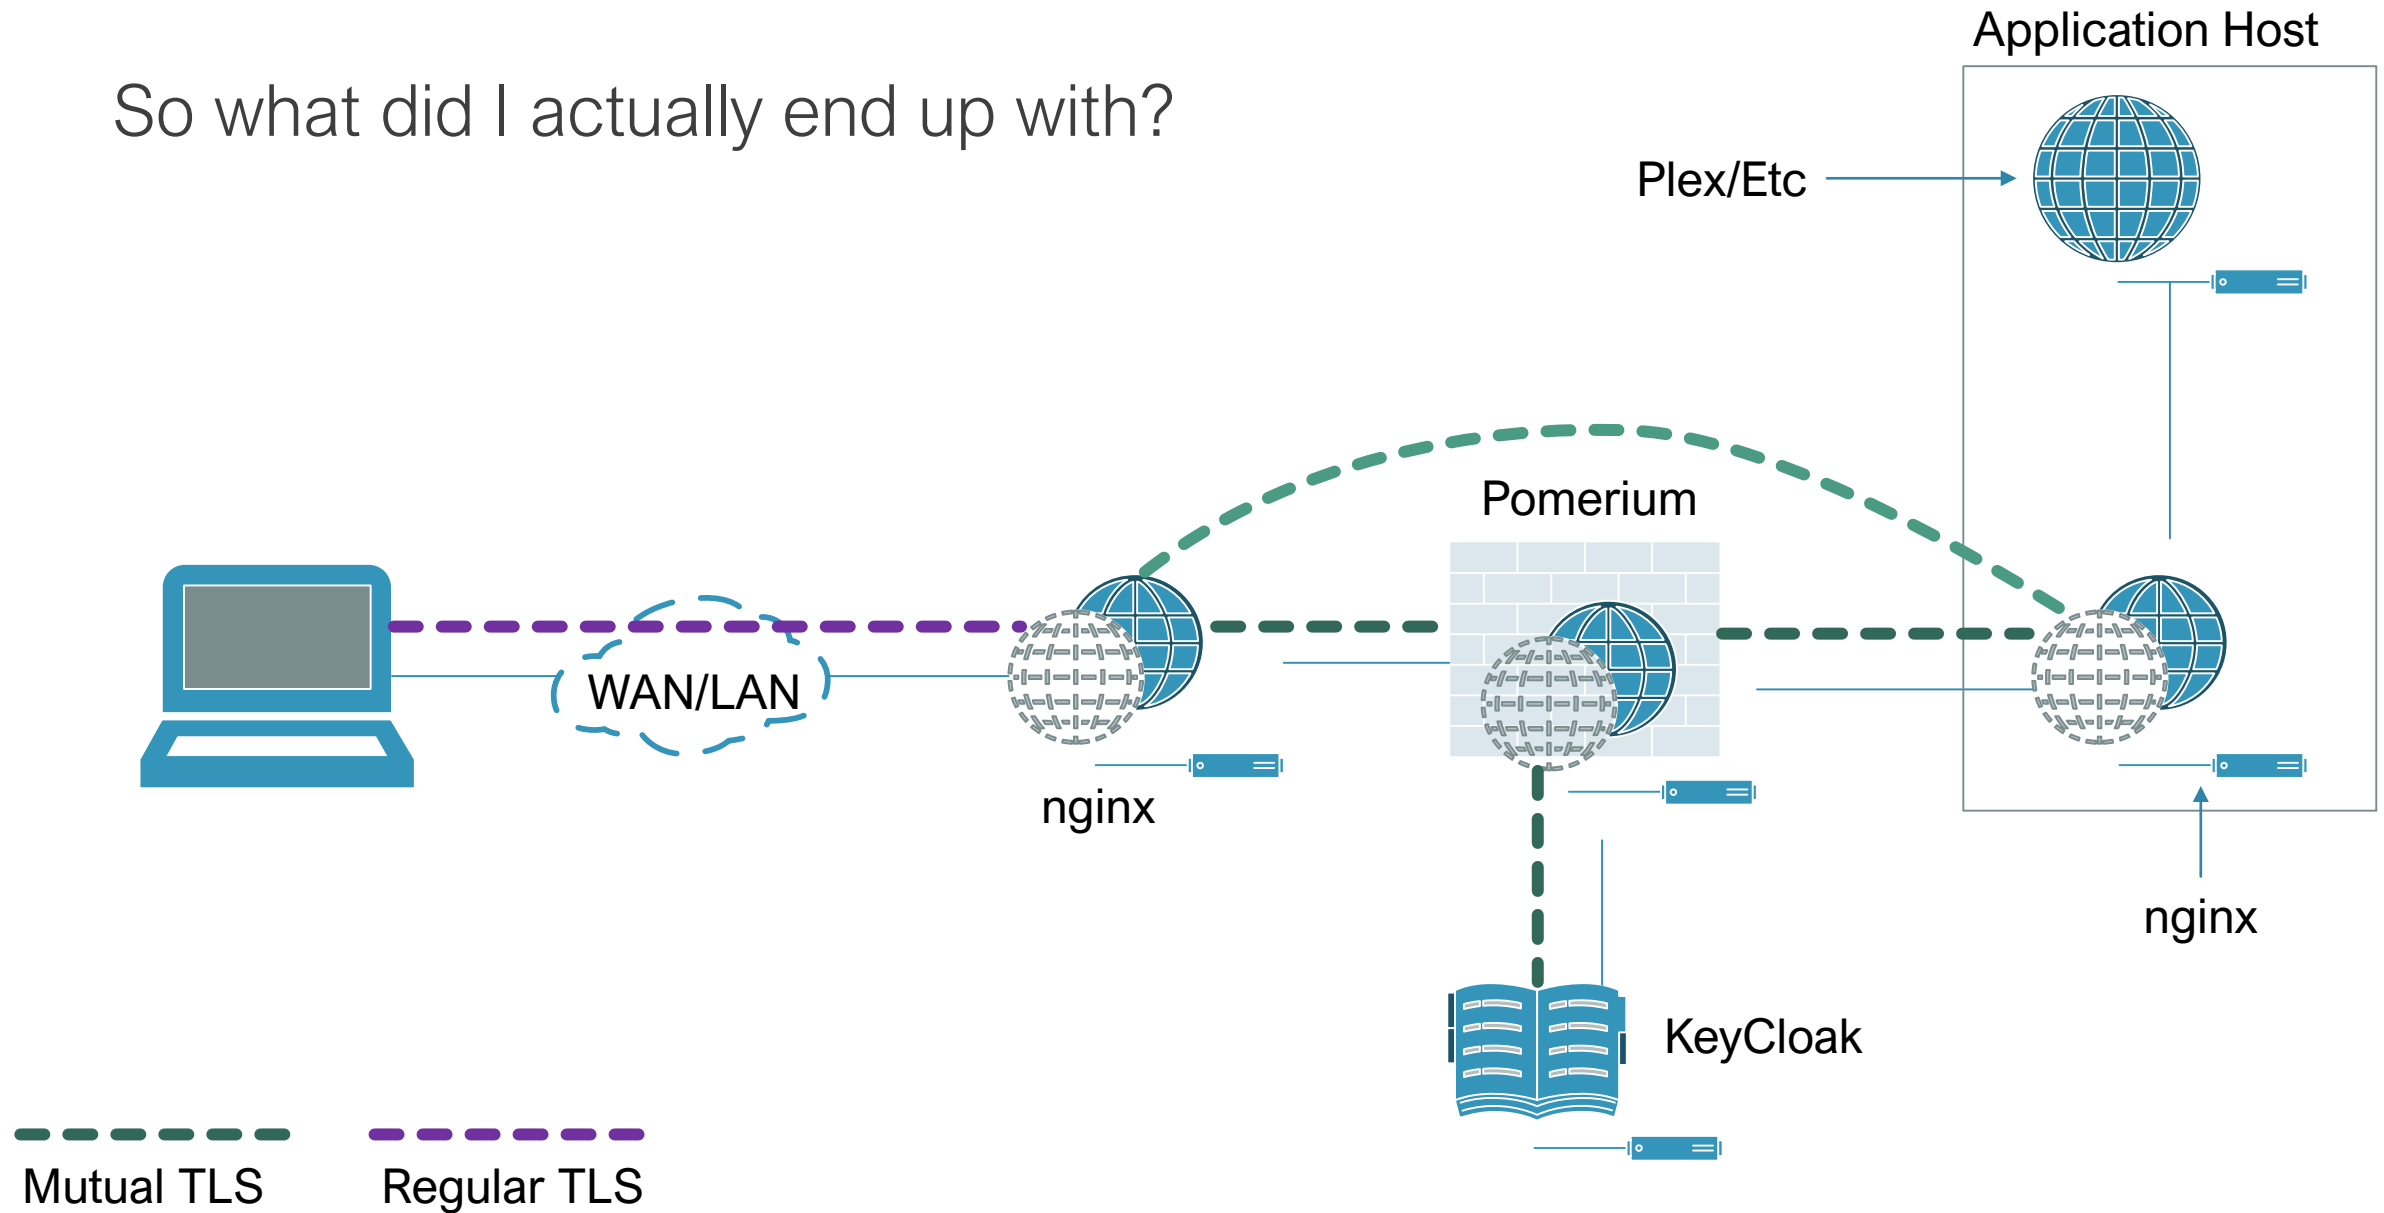 Application Host
So what did I actually end up with?
Plex/Etc
Pomerium
WAN/LAN
nginx
nginx
KeyCloak
Mutual TLS
Regular TLS